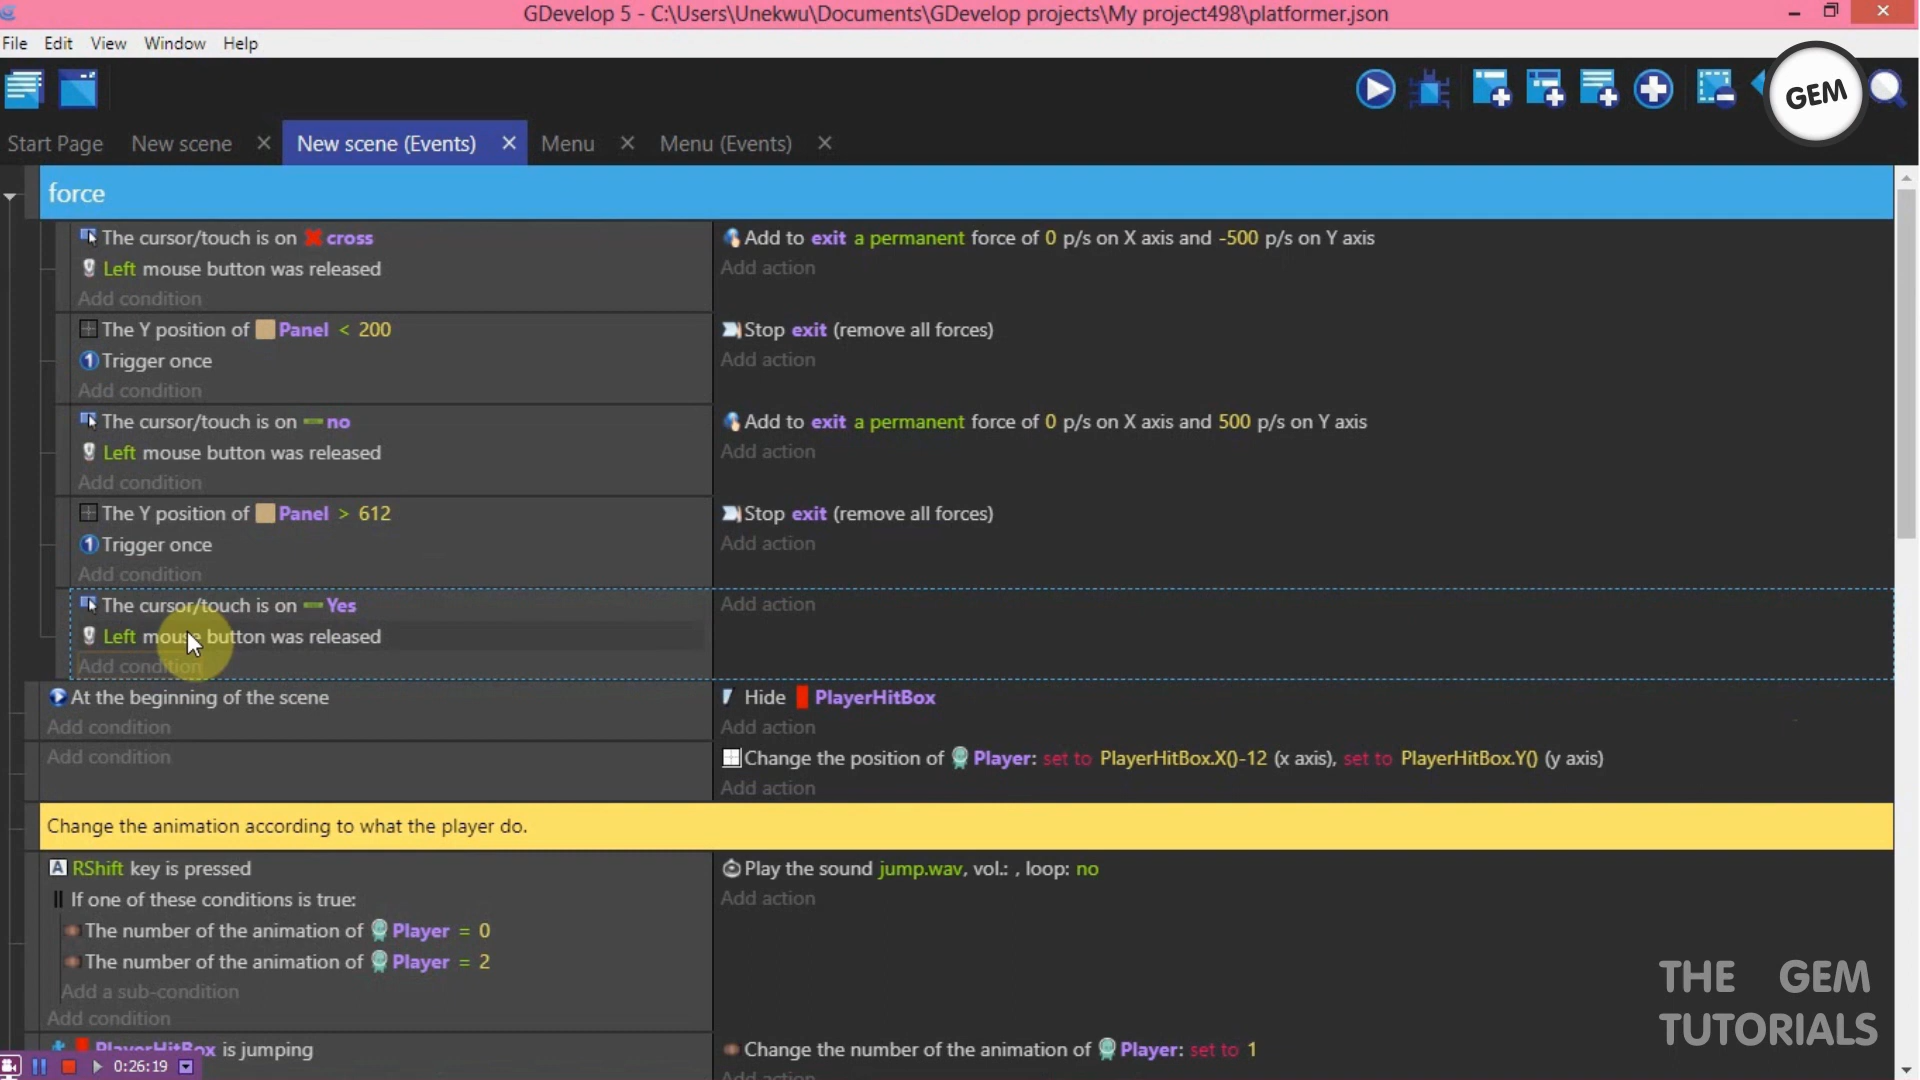 GDevelop 5 - C:\Users\Unekwu\Documents\GDevelop projects\My project498\platformer.json
File Edit View Window Help
GEM
Start Page New scene New scene (Events) Menu Menu (Events)
force
The cursor/touch is on cross
Left mouse button was released
Add condition
Add to exit a permanent force of 0 p/s on X axis and -500 p/s on Y axis
Add action
The Y position of Panel < 200
Trigger once
Add condition
Stop exit (remove all forces)
Add action
The cursor/touch is on no
Left mouse button was released
Add condition
Add to exit a permanent force of 0 p/s on X axis and 500 p/s on Y axis
Add action
The Y position of Panel > 612
Trigger once
Add condition
Stop exit (remove all forces)
Add action
The cursor/touch is on Yes
Left mouse button was released
Add condition
Add action
At the beginning of the scene
Add condition
Hide PlayerHitBox
Add action
Add condition
Change the position of Player: set to PlayerHitBox.X()-12 (x axis), set to PlayerHitBox.Y() (y axis)
Add action
Change the animation according to what the player do.
RShift key is pressed
If one of these conditions is true:
The number of the animation of Player = 0
The number of the animation of Player = 2
Add a sub-condition
Add condition
Play the sound jump.wav, vol.: , loop: no
Add action
PlayerHitBox is jumping
Change the number of the animation of Player: set to 1
Add action
THE GEM
TUTORIALS
0:26:19